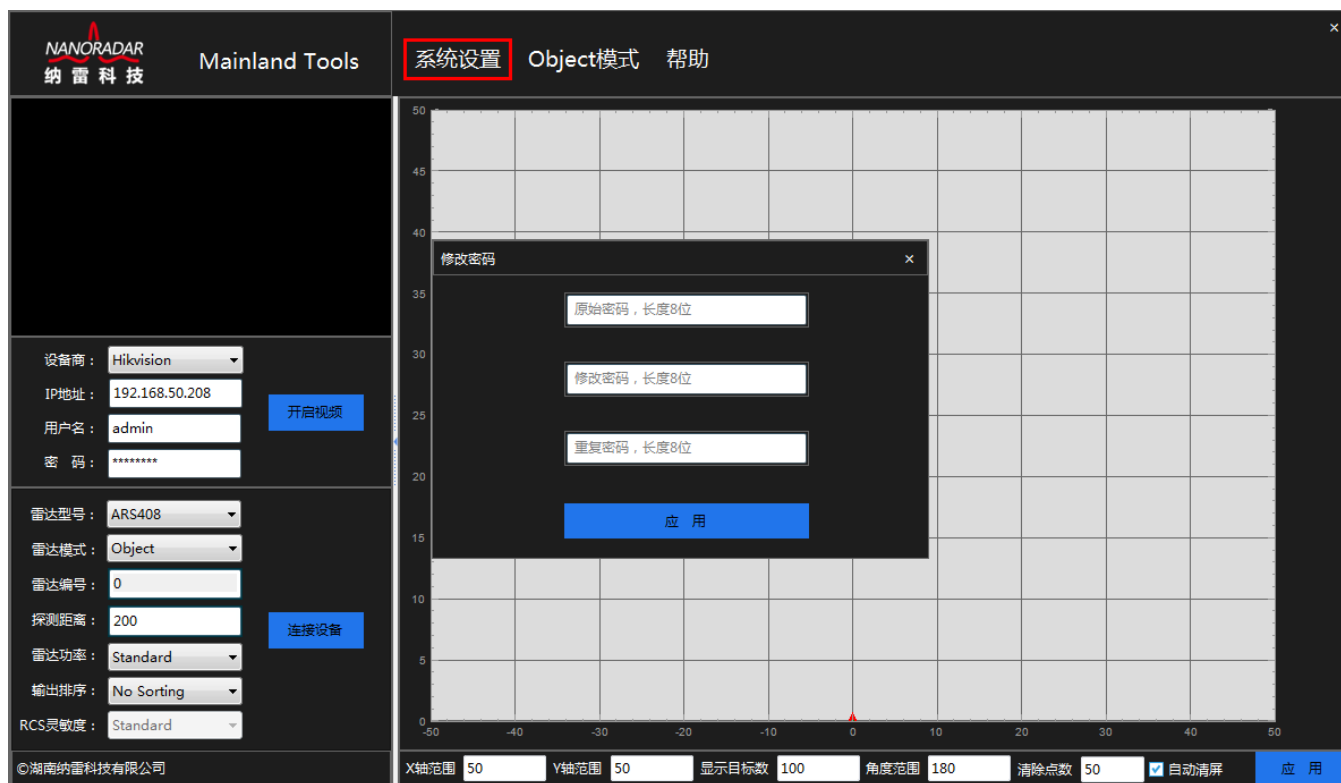 NANORADAR
纳雷科技
Mainland Tools
系统设置 Object模式 帮助
×
设备商： Hikvision
IP地址： 192.168.50.208
用户名： admin
密 码： ********
开启视频
雷达型号： ARS408
雷达模式： Object
雷达编号： 0
探测距离： 200
雷达功率： Standard
输出排序： No Sorting
RCS灵敏度： Standard
连接设备
©湖南纳雷科技有限公司
50
45
40
35
30
25
20
15
10
5
0
-50 -40 -30 -20 -10 0 10 20 30 40 50
修改密码 ×
原始密码，长度8位
修改密码，长度8位
重复密码，长度8位
应 用
X轴范围 50 Y轴范围 50 显示目标数 100 角度范围 180 清除点数 50 自动清屏 应 用